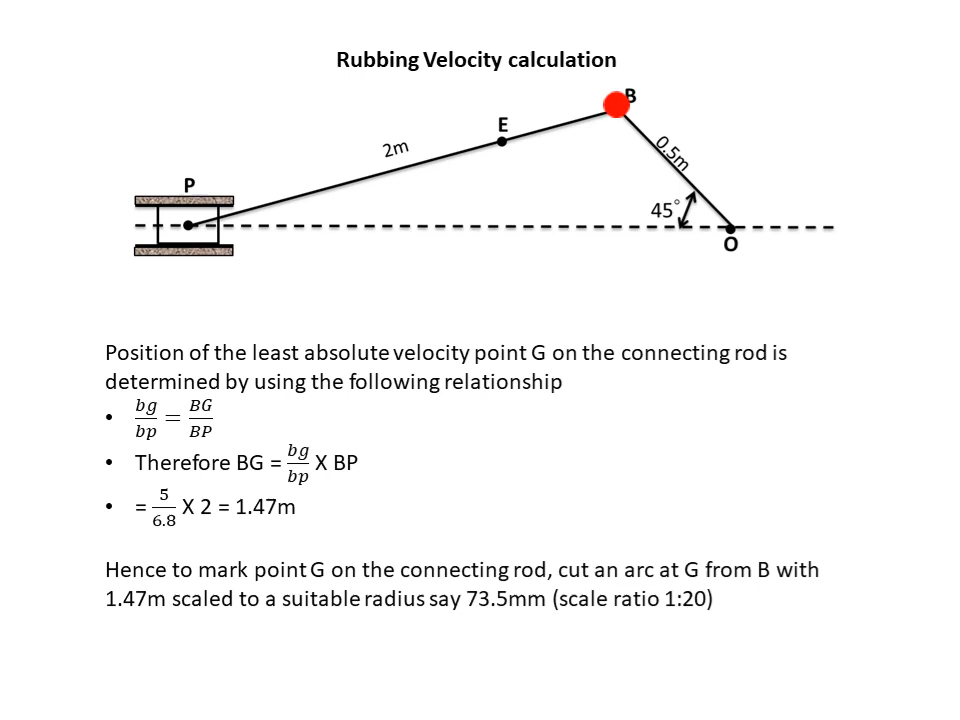 Rubbing Velocity calculation
B
E
2m
0.5m
P
45°
O
Position of the least absolute velocity point G on the connecting rod is
determined by using the following relationship
• bg/bp = BG/BP
• Therefore BG = bg/bp X BP
• = 5/6.8 X 2 = 1.47m
Hence to mark point G on the connecting rod, cut an arc at G from B with
1.47m scaled to a suitable radius say 73.5mm (scale ratio 1:20)